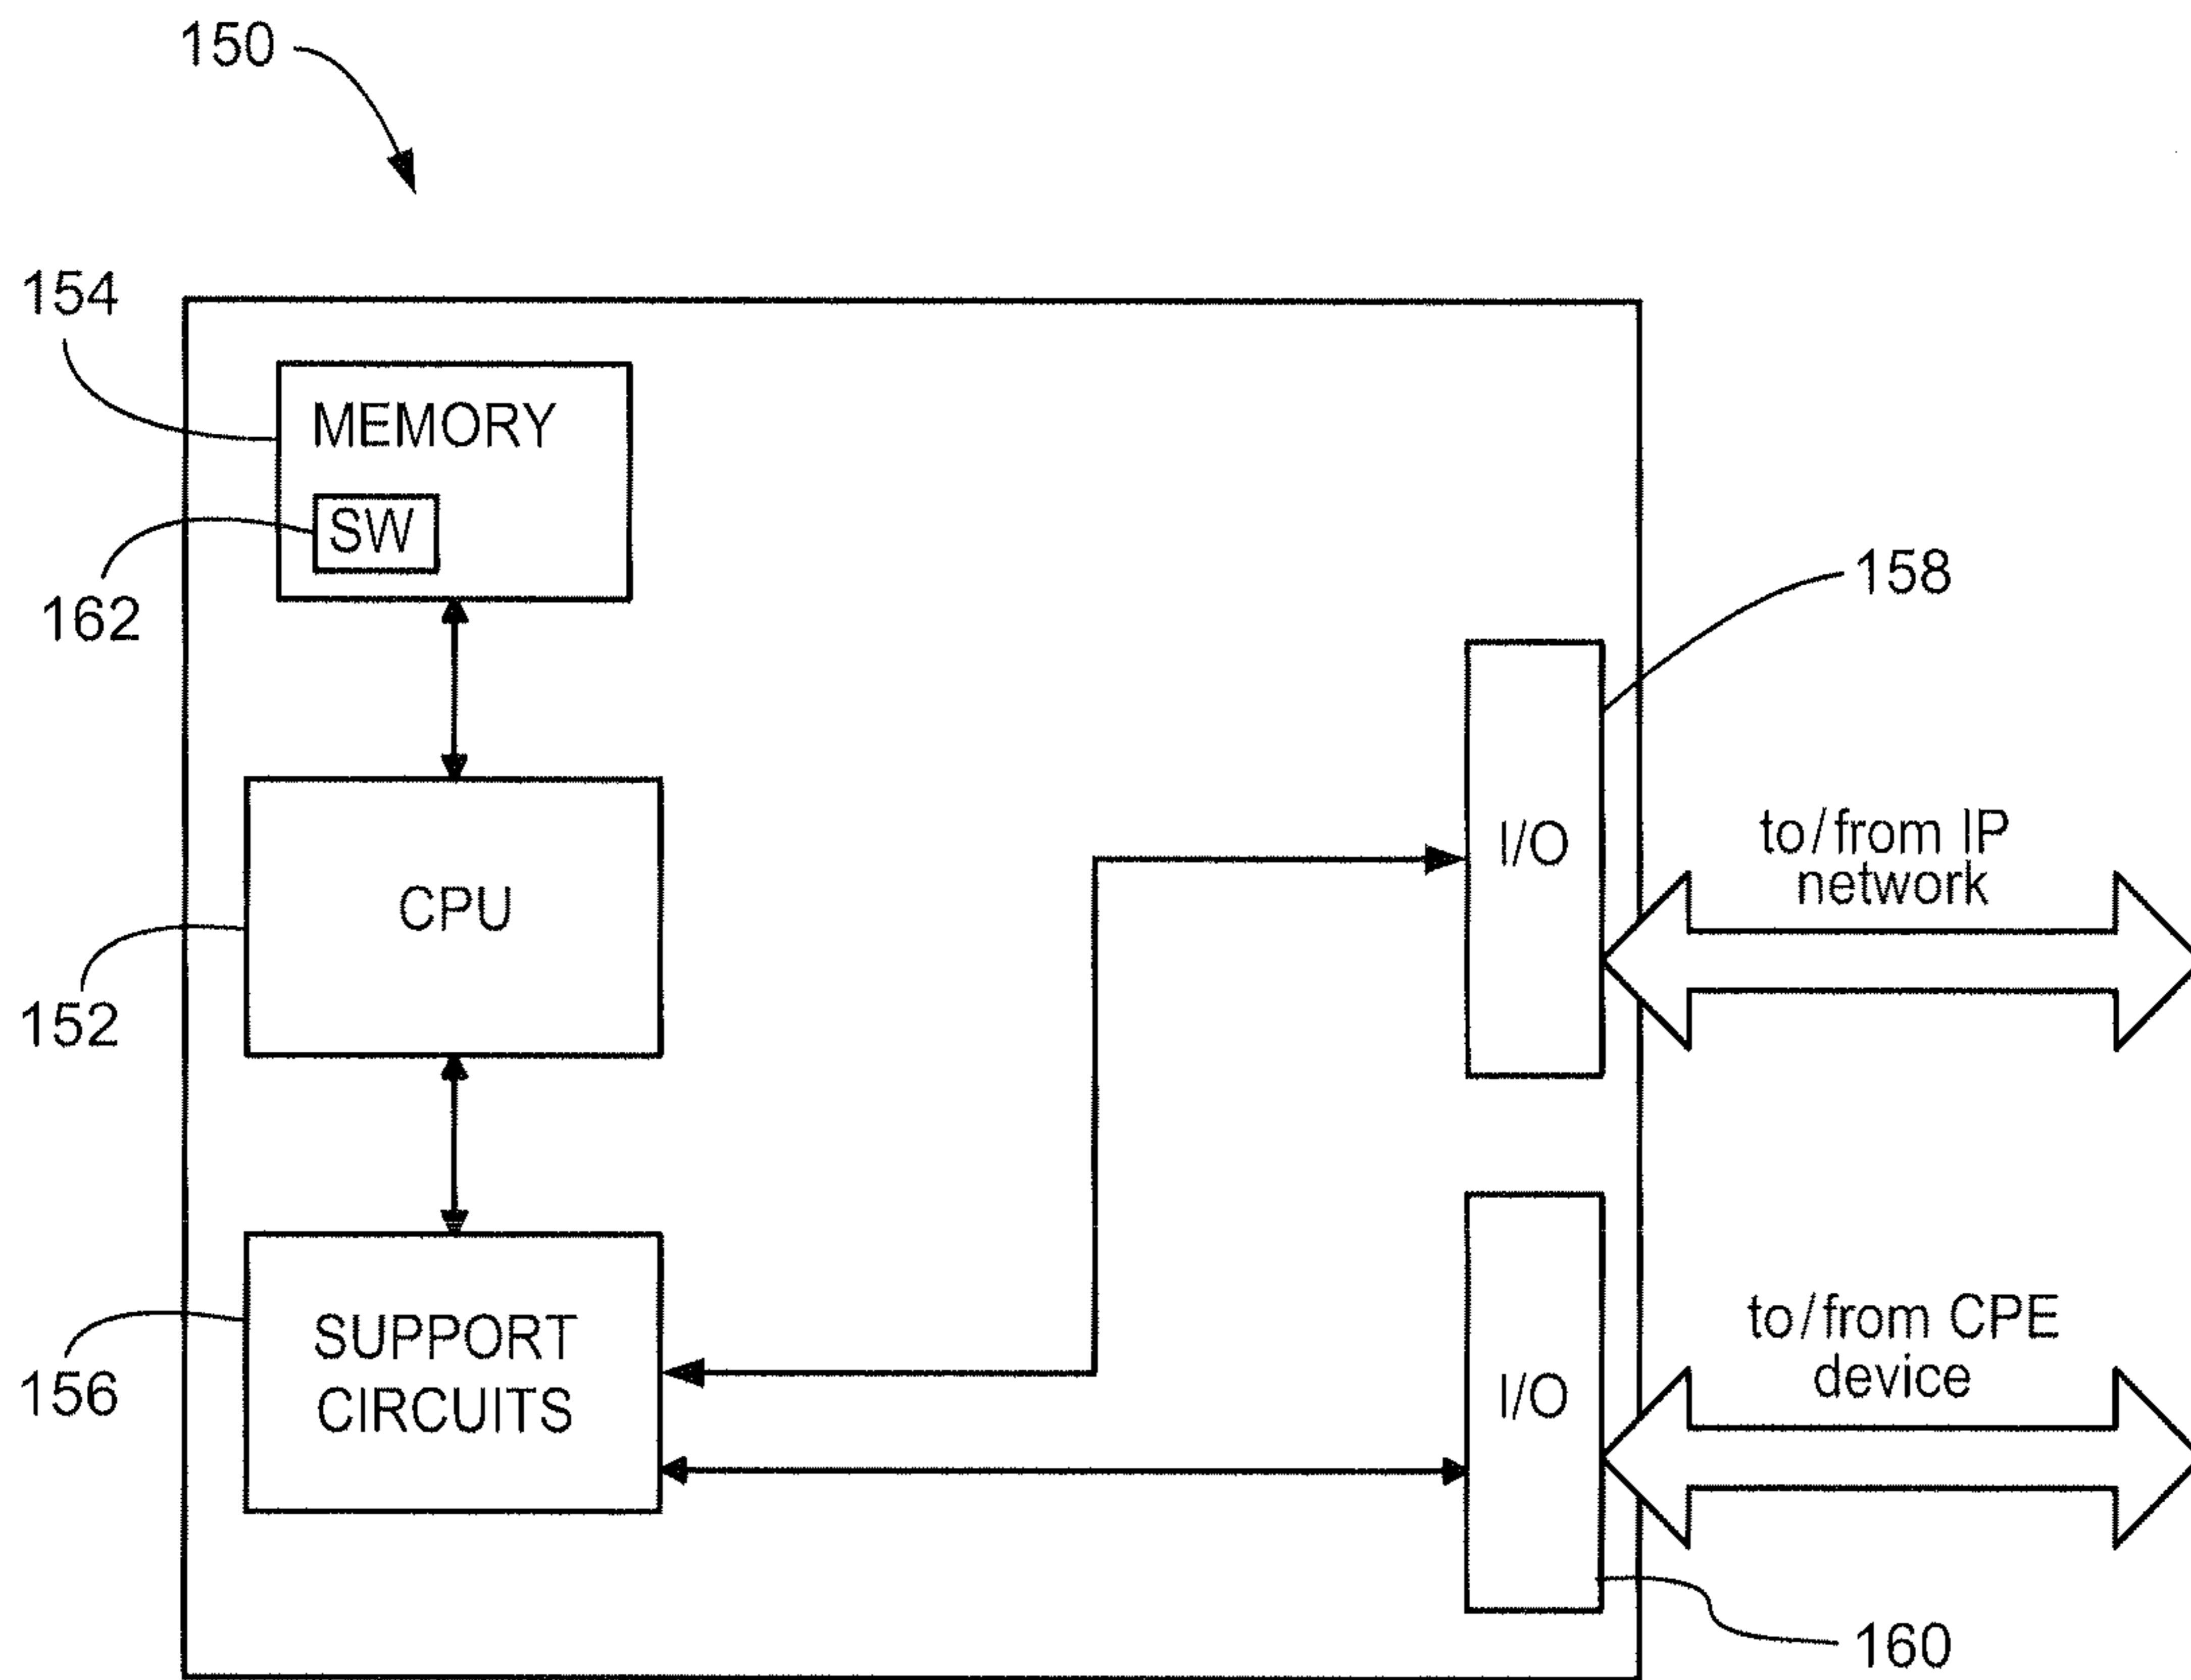 150
154
MEMORY
SW
162
158
I/O
to/from IP
network
CPU
152
to/from CPE
device
SUPPORT
CIRCUITS
156
I/O
160